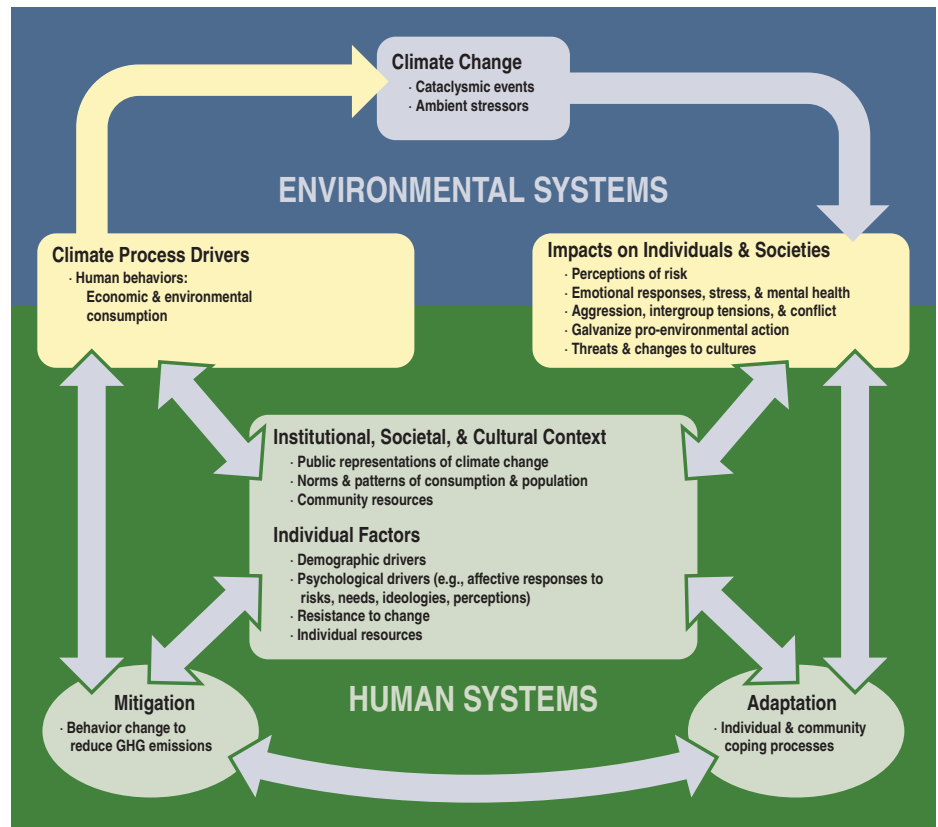 Climate Change
· Cataclysmic events
· Ambient stressors
ENVIRONMENTAL SYSTEMS
Climate Process Drivers
· Human behaviors:
Economic & environmental
consumption
Impacts on Individuals & Societies
· Perceptions of risk
· Emotional responses, stress, & mental health
· Aggression, intergroup tensions, & conflict
· Galvanize pro-environmental action
· Threats & changes to cultures
Institutional, Societal, & Cultural Context
· Public representations of climate change
· Norms & patterns of consumption & population
· Community resources
Individual Factors
· Demographic drivers
· Psychological drivers (e.g., affective responses to
risks, needs, ideologies, perceptions)
· Resistance to change
· Individual resources
HUMAN SYSTEMS
Mitigation
· Behavior change to
reduce GHG emissions
Adaptation
· Individual & community
coping processes